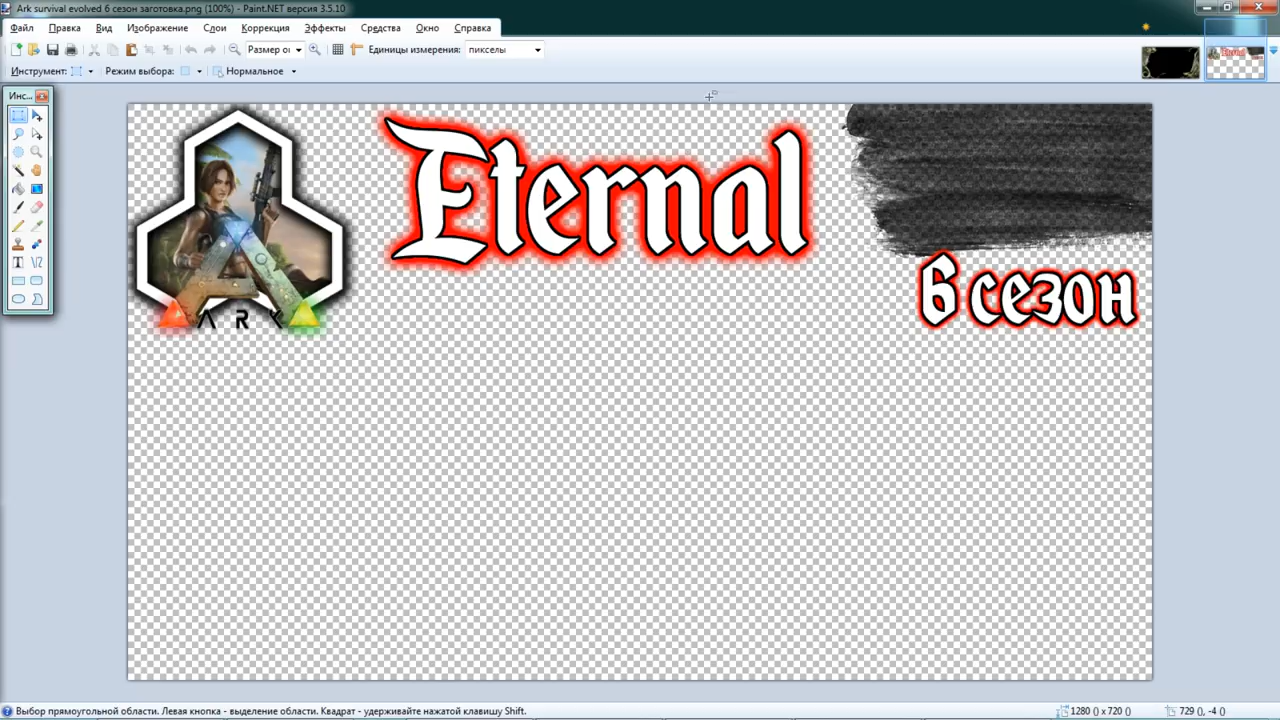 Ark survival evolved 6 сезон заготовка.png (100%) - Paint.NET версия 3.5.10
Файл Правка Вид Изображение Слои Коррекция Эффекты Средства Окно Справка
Размер о Единицы измерения: пикселы
Инструмент: Режим выбора: Нормальное
Инс...
Eternal
6 сезон
ARK
Выбор прямоугольной области. Левая кнопка - выделение области. Квадрат - удерживайте нажатой клавишу Shift.
1280 () x 720 () 729 (), -4 ()